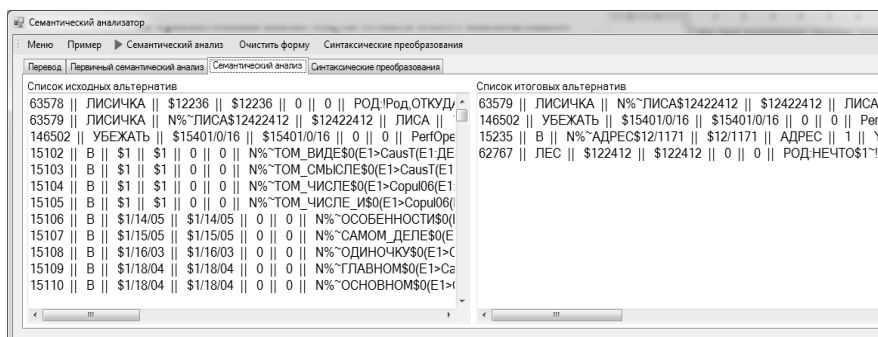 Семантический анализатор
Меню Пример Семантический анализ Очистить форму Синтаксические преобразования
Перевод Первичный семантический анализ Семантический анализ Синтаксические преобразования
Список исходных альтернатив
63578 || ЛИСИЧКА || $12236 || $12236 || 0 || 0 || РОД:!Род,ОТКУДА
63579 || ЛИСИЧКА || N%~ЛИСА$12422412 || $12422412 || ЛИСА ||
146502 || УБЕЖАТЬ || $15401/0/16 || $15401/0/16 || 0 || 0 || PerfOpe
15102 || В || $1 || $1 || 0 || 0 || N%~ТОМ_ВИДЕ$0(E1>CausT(E1:ДЕ
15103 || В || $1 || $1 || 0 || 0 || N%~ТОМ_СМЫСЛЕ$0(E1>CausT(E1
15104 || В || $1 || $1 || 0 || 0 || N%~ТОМ_ЧИСЛЕ$0(E1>Copul06(E1:
15105 || В || $1 || $1 || 0 || 0 || N%~ТОМ_ЧИСЛЕ_И$0(E1>Copul06(
15106 || В || $1/14/05 || $1/14/05 || 0 || 0 || N%~ОСОБЕННОСТИ$0(
15107 || В || $1/15/05 || $1/15/05 || 0 || 0 || N%~САМОМ_ДЕЛЕ$0(E
15108 || В || $1/16/03 || $1/16/03 || 0 || 0 || N%~ОДИНОЧКУ$0(E1>C
15109 || В || $1/18/04 || $1/18/04 || 0 || 0 || N%~ГЛАВНОМ$0(E1>Ca
15110 || В || $1/18/04 || $1/18/04 || 0 || 0 || N%~ОСНОВНОМ$0(E1>
Список итоговых альтернатив
63579 || ЛИСИЧКА || N%~ЛИСА$12422412 || $12422412 || ЛИСА
146502 || УБЕЖАТЬ || $15401/0/16 || $15401/0/16 || 0 || 0 || Per
15235 || В || N%~АДРЕС$12/1171 || $12/1171 || АДРЕС || 1 ||
62767 || ЛЕС || $122412 || $122412 || 0 || 0 || РОД:НЕЧТО$1~!